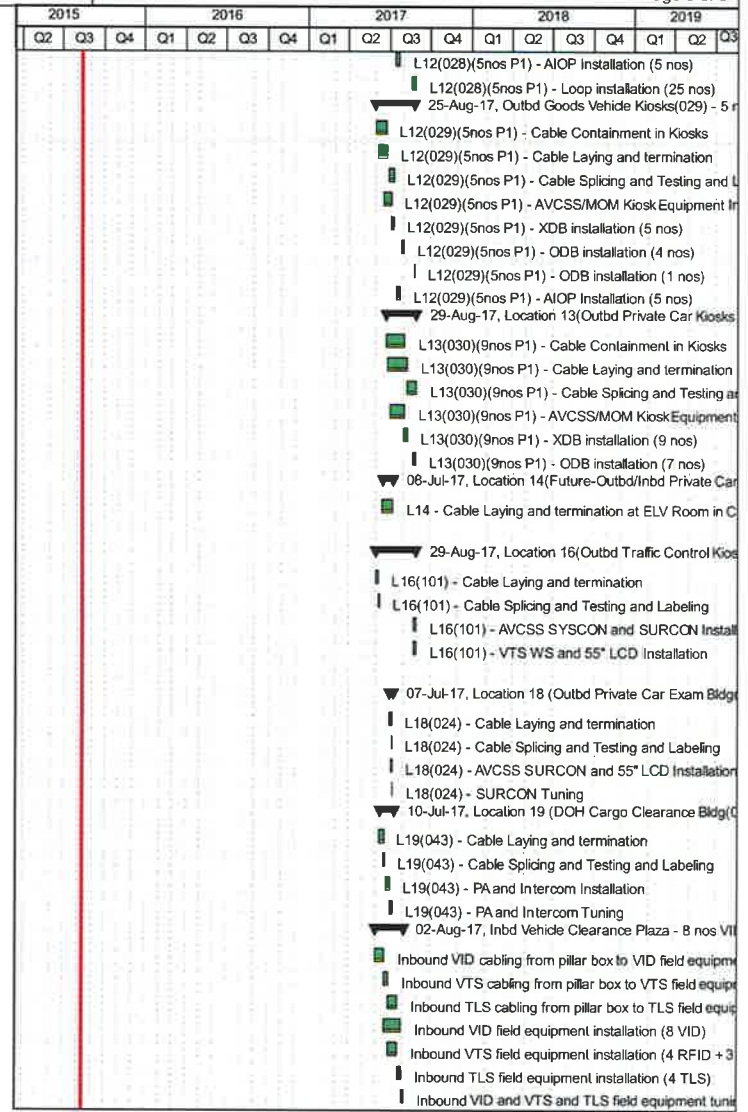 2015 2016 2017 2018 2019
Q2 Q3 Q4 Q1 Q2 Q3 Q4 Q1 Q2 Q3 Q4 Q1 Q2 Q3 Q4 Q1 Q2 Q3
L12(028)(5nos P1) - AIOP Installation (5 nos)
L12(028)(5nos P1) - Loop installation (25 nos)
25-Aug-17, Outbd Goods Vehicle Kiosks(029) - 5
L12(029)(5nos P1) - Cable Containment in Kiosks
L12(029)(5nos P1) - Cable Laying and termination
L12(029)(5nos P1) - Cable Splicing and Testing and
L12(029)(5nos P1) - AVCSS/MOM Kiosk Equipment
L12(029)(5nos P1) - XDB installation (5 nos)
L12(029)(5nos P1) - ODB installation (4 nos)
L12(029)(5nos P1) - ODB installation (1 nos)
L12(029)(5nos P1) - AIOP Installation (5 nos)
29-Aug-17, Location 13(Outbd Private Car Kiosks
L13(030)(9nos P1) - Cable Containment in Kiosks
L13(030)(9nos P1) - Cable Laying and termination
L13(030)(9nos P1) - Cable Splicing and Testing
L13(030)(9nos P1) - AVCSS/MOM Kiosk Equipment
L13(030)(9nos P1) - XDB installation (9 nos)
L13(030)(9nos P1) - ODB installation (7 nos)
06-Jul-17, Location 14(Future-Outbd/Inbd Private Car
L14 - Cable Laying and termination at ELV Room in C
29-Aug-17, Location 16(Outbd Traffic Control Kios
L16(101) - Cable Laying and termination
L16(101) - Cable Splicing and Testing and Labeling
L16(101) - AVCSS SYSCON and SURCON Install
L16(101) - VTS WS and 55" LCD Installation
07-Jul-17, Location 18 (Outbd Private Car Exam Bldg
L18(024) - Cable Laying and termination
L18(024) - Cable Splicing and Testing and Labeling
L18(024) - AVCSS SURCON and 55" LCD Installation
L18(024) - SURCON Tuning
10-Jul-17, Location 19 (DOH Cargo Clearance Bldg(
L19(043) - Cable Laying and termination
L19(043) - Cable Splicing and Testing and Labeling
L19(043) - PA and Intercom Installation
L19(043) - PA and Intercom Tuning
02-Aug-17, Inbd Vehicle Clearance Plaza - 8 nos
Inbound VID cabling from pillar box to VID field equipm
Inbound VTS cabling from pillar box to VTS field equip
Inbound TLS cabling from pillar box to TLS field equip
Inbound VID field equipment installation (8 VID)
Inbound VTS field equipment installation (4 RFID + 3
Inbound TLS field equipment installation (4 TLS)
Inbound VID and VTS and TLS field equipment tuni